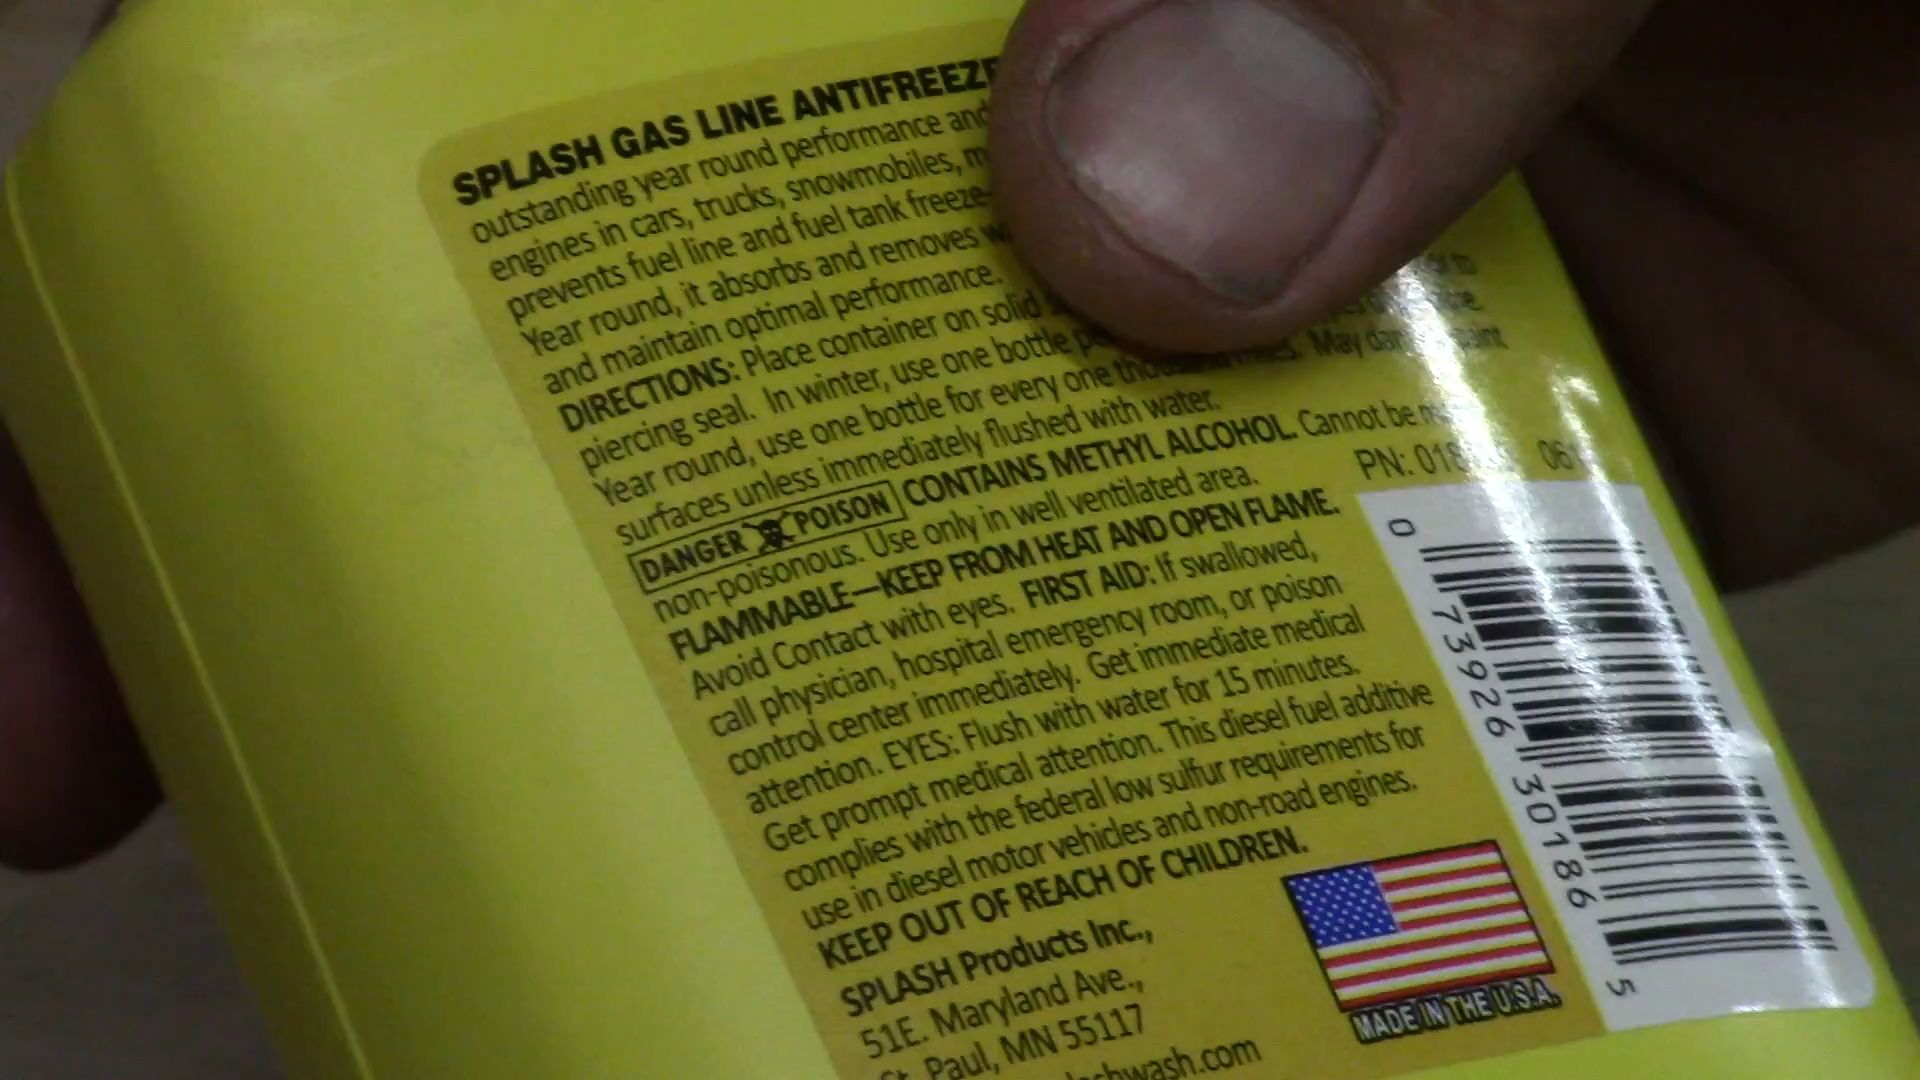 SPLASH GAS LINE ANTIFREEZE
outstanding year round performance and
engines in cars, trucks, snowmobiles,
prevents fuel line and fuel tank freeze-
Year round, it absorbs and removes
and maintain optimal performance.
DIRECTIONS: Place container on solid
piercing seal. In winter, use one bottle
Year round, use one bottle for every one May paint
surfaces unless immediately flushed with water.
DANGER POISON CONTAINS METHYL ALCOHOL. Cannot be
non-poisonous. Use only in well ventilated area.
FLAMMABLE—KEEP FROM HEAT AND OPEN FLAME.
Avoid Contact with eyes. FIRST AID: If swallowed,
call physician, hospital emergency room, or poison
control center immediately. Get immediate medical
attention. EYES: Flush with water for 15 minutes.
Get prompt medical attention. This diesel fuel additive
complies with the federal low sulfur requirements for
use in diesel motor vehicles and non-road engines.
KEEP OUT OF REACH OF CHILDREN.
SPLASH Products Inc.,
51E. Maryland Ave.,
St. Paul, MN 55117
PN:
0 73926 30186 5
MADE IN THE U.S.A.